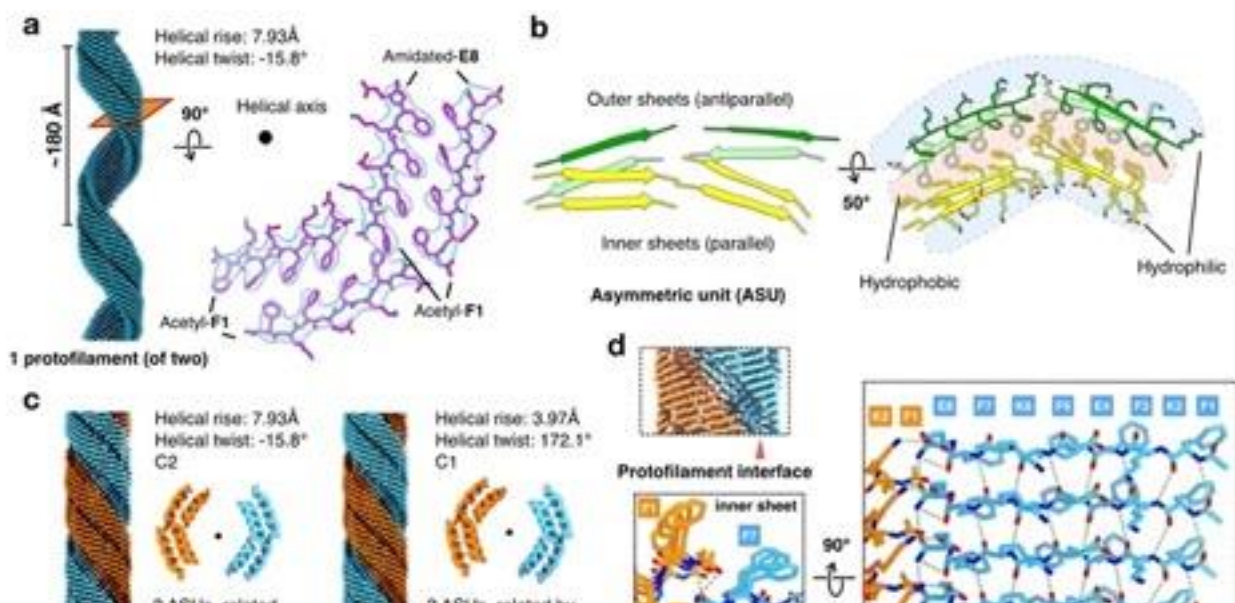 a
Helical rise: 7.93Å
Helical twist: -15.8°
~180 Å
90°
Helical axis
Amidated-E8
Acetyl-F1
Acetyl-F1
1 protofilament (of two)
b
Outer sheets (antiparallel)
Inner sheets (parallel)
Asymmetric unit (ASU)
50°
Hydrophobic
Hydrophilic
c
Helical rise: 7.93Å
Helical twist: -15.8°
C2
Helical rise: 3.97Å
Helical twist: 172.1°
C1
d
Protofilament interface
inner sheet
F1
F7
90°
K2 F1 E8 F7 K6 F5 E4 F3 K2 F1